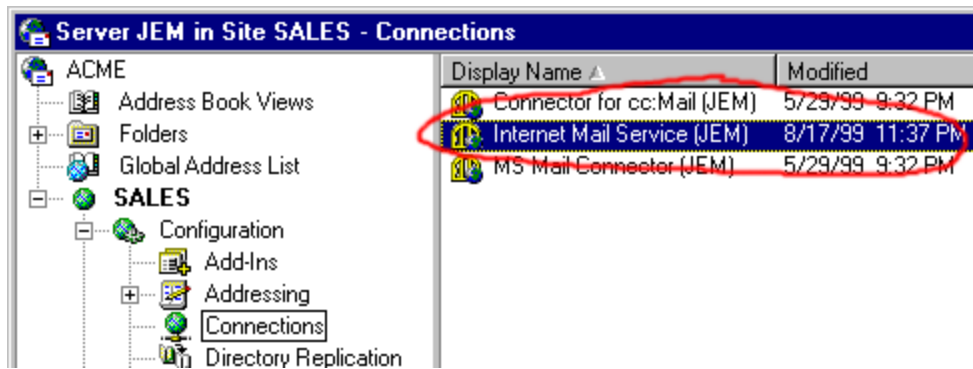 Server JEM in Site SALES - Connections
ACME
Address Book Views
Folders
Global Address List
SALES
Configuration
Add-Ins
Addressing
Connections
Directory Replication
Display Name Modified
Connector for cc:Mail (JEM) 5/29/99 9:32 PM
Internet Mail Service (JEM) 8/17/99 11:37 PM
MS Mail Connector (JEM) 5/29/99 9:32 PM